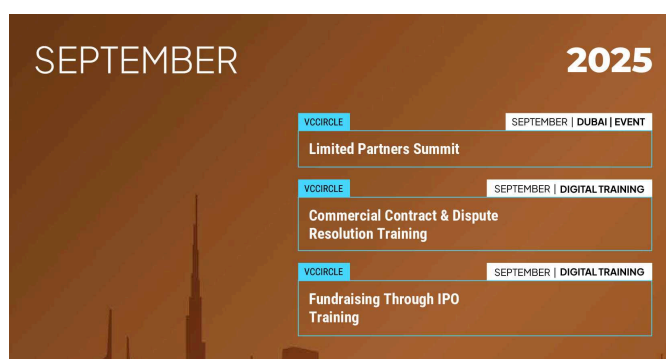 SEPTEMBER
2025
VCCIRCLE
SEPTEMBER | DUBAI | EVENT
Limited Partners Summit
VCCIRCLE
SEPTEMBER | DIGITAL TRAINING
Commercial Contract & Dispute
Resolution Training
VCCIRCLE
SEPTEMBER | DIGITAL TRAINING
Fundraising Through IPO
Training